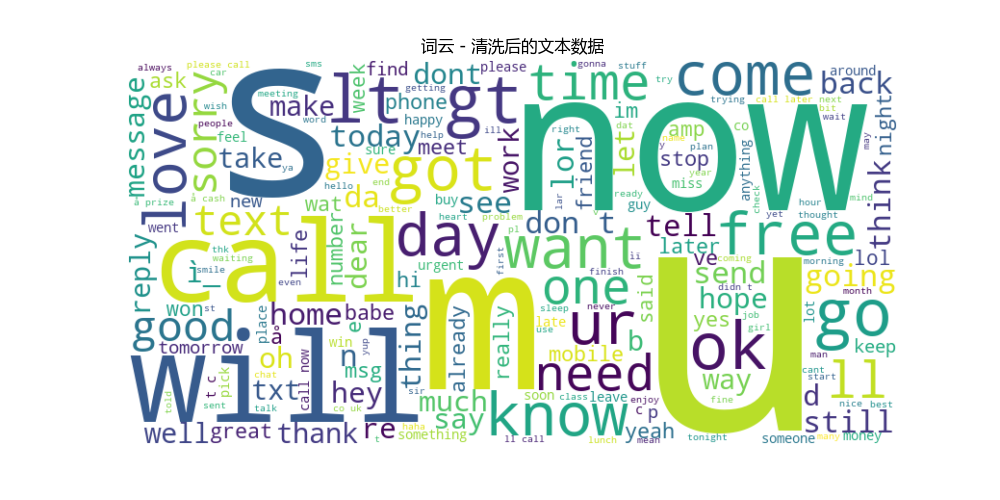 词云 - 清洗后的文本数据
always
please call
car
sms
find
dont
please
gonna
stuff
come
around
ask
week
getting
time
try
call later
next
back
message
love
sorry
wish
meeting
make
phone
happy
im
dat
trying
bit
wait
S
lt
gt
now
people
word
help
ill
right
amp
co
night
feel
today
sure
meet
work
friend
let
y
name
plan
may
take
ya
give
got
lor
stop
anything
think
hello
end
miss
year
å prize
å cash
new
wat
da
better
buy
see
guy
ready
check
hour
mind
went
text
number
dear
heart
problem
don t
v
tell
yet
thought
free
call
day
pl
want
later
lol
reply
thk
life
waiting
urgent
first
ì_
smile
even
hi
ve
coming
morning
going
one
ìï
send
said
didn t
month
won
st
finish
hope
lot
go
good
place
home
å
babe
e
thing
m
already
really
sleep
never
ur
yes
job
girl
late
use
b
u
ok
keep
tomorrow
win
n
yup
mobile
man
will
oh
msg
need
way
cant
ll
told
t c
pick
chat
call now
txt
hey
sir
soon
class
leave
enjoy
fine
start
d
sent
talk
co uk
much
know
c
p
nice
best
still
well
great
thank
re
haha
say
yeah
t
something
ll call
lunch
mean
tonight
someone
many
money